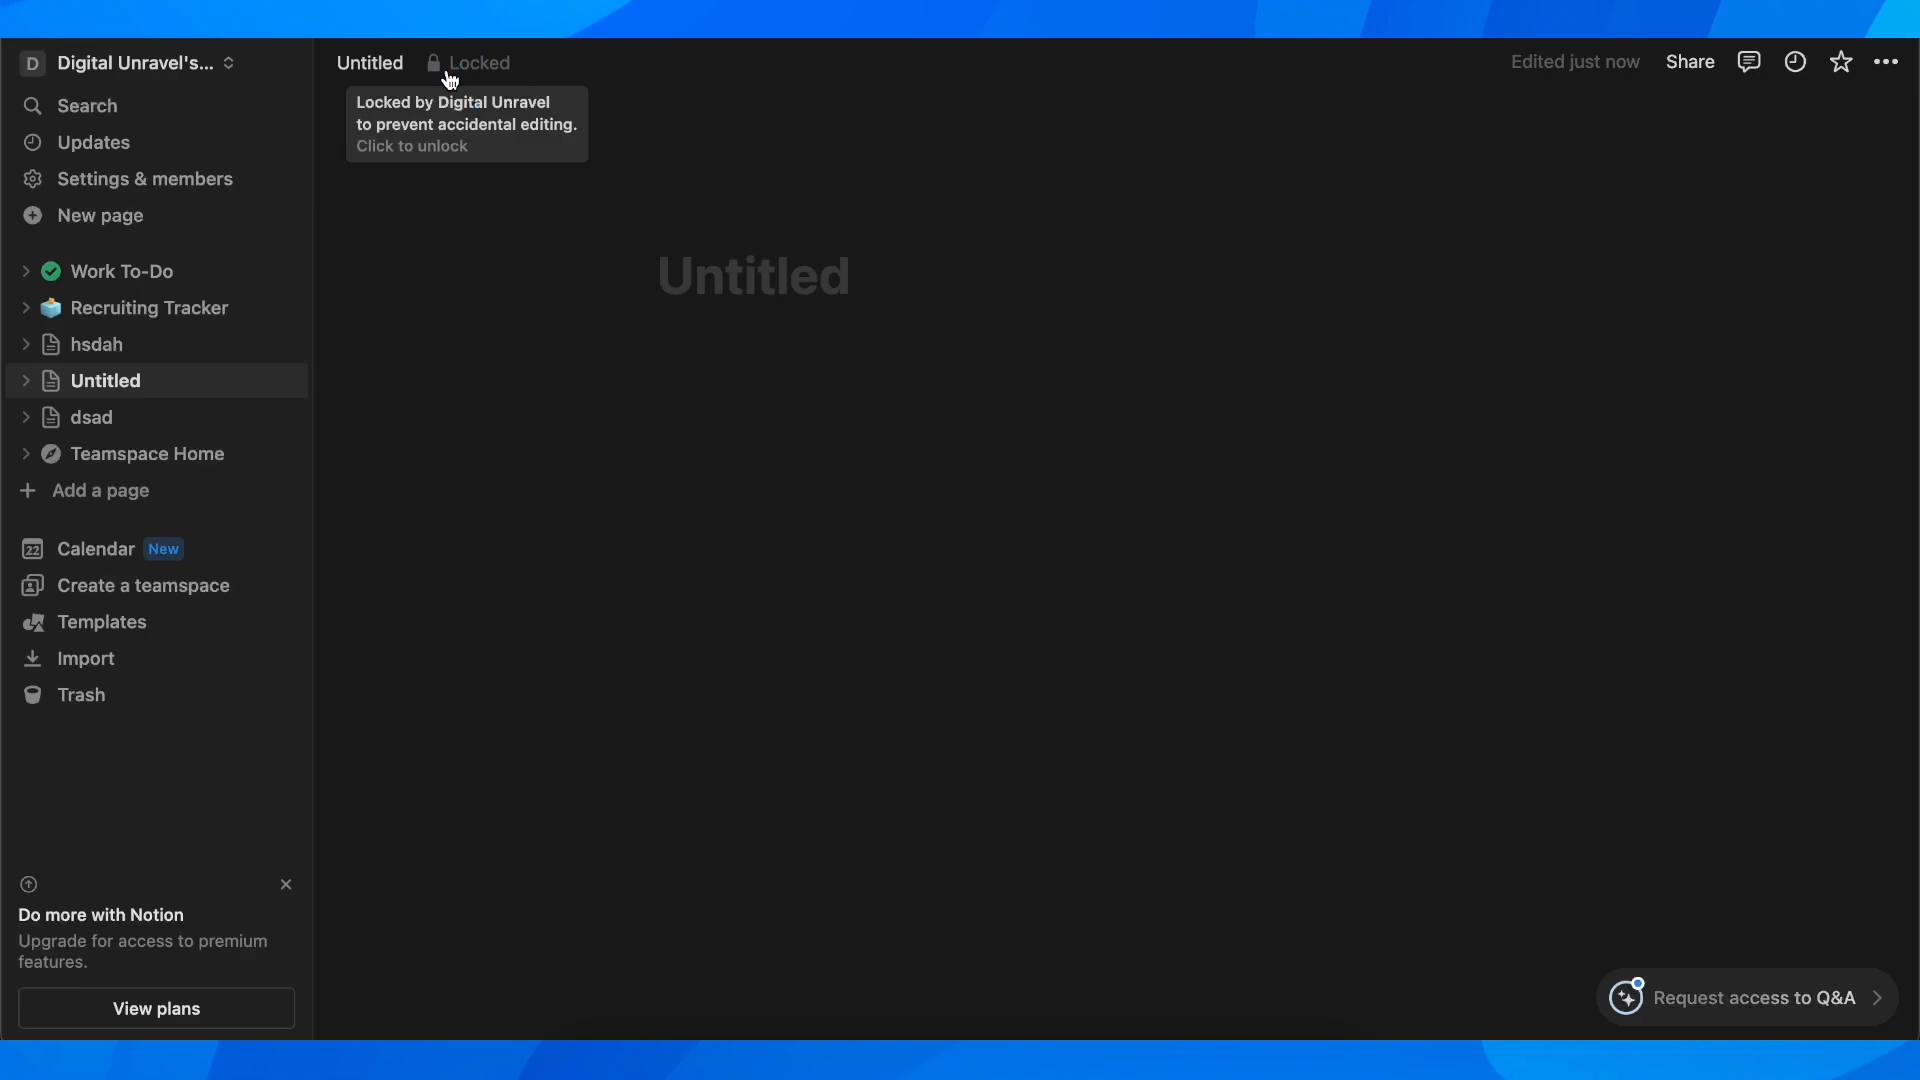 D Digital Unravel's...
Search
Updates
Settings & members
New page
Work To-Do
Recruiting Tracker
hsdah
Untitled
dsad
Teamspace Home
Add a page
22 Calendar New
Create a teamspace
Templates
Import
Trash
Do more with Notion
Upgrade for access to premium
features.
View plans
Untitled Locked
Edited just now Share
Locked by Digital Unravel
to prevent accidental editing.
Click to unlock
Untitled
Request access to Q&A